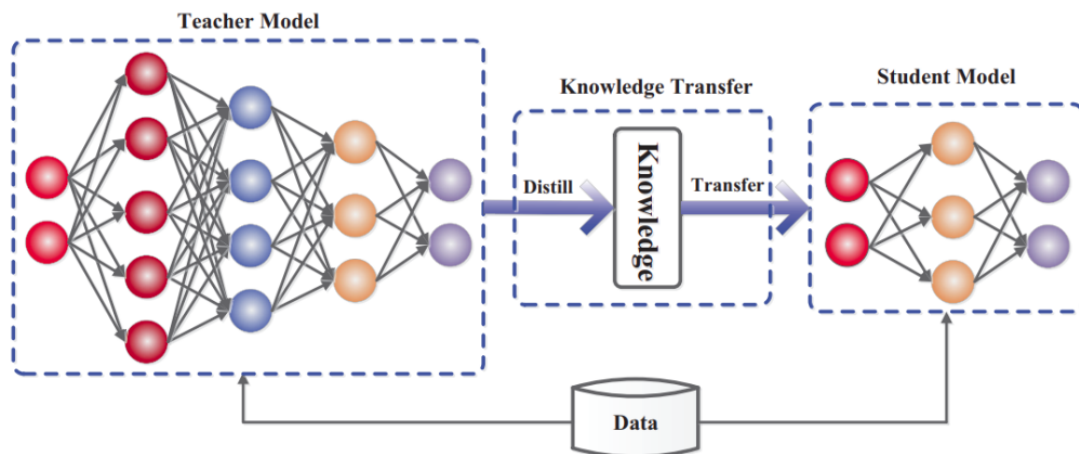 Teacher Model
Knowledge Transfer
Student Model
Distill
Knowledge
Transfer
Data